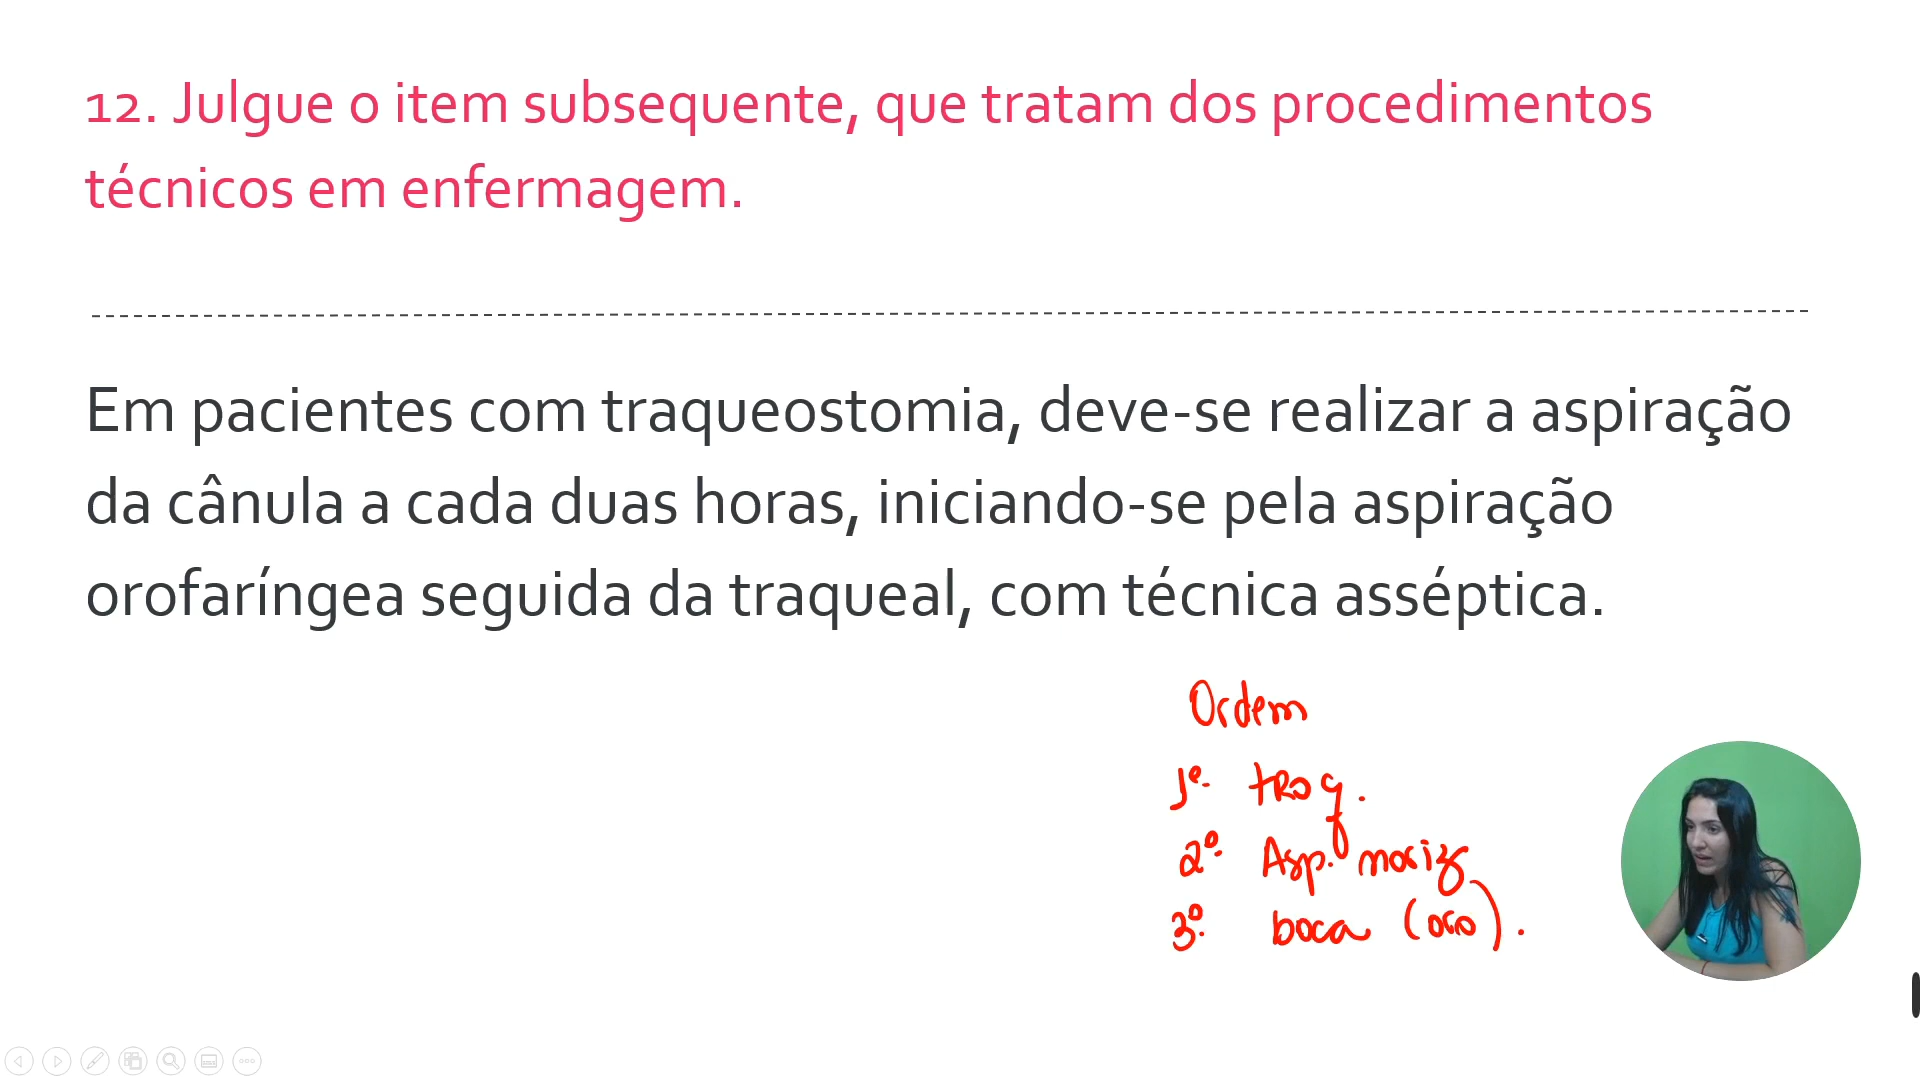 12. Julgue o item subsequente, que tratam dos procedimentos
técnicos em enfermagem.
Em pacientes com traqueostomia, deve-se realizar a aspiração
da cânula a cada duas horas, iniciando-se pela aspiração
orofaríngea seguida da traqueal, com técnica asséptica.
Ordem
1º. traq.
2º. Asp. nariz
3º. boca (oro).